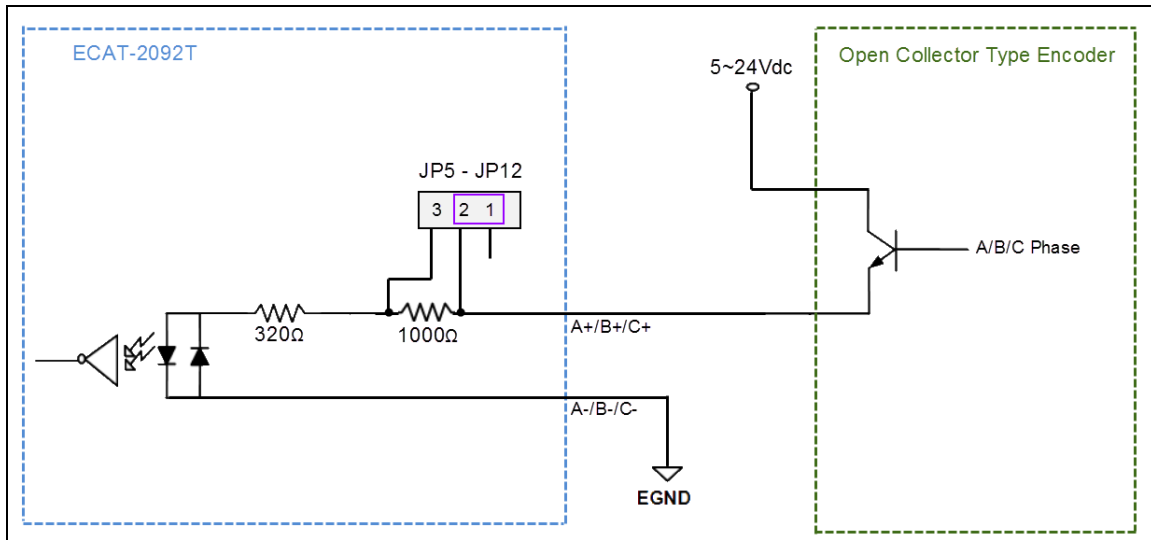 ECAT-2092T
Open Collector Type Encoder
5~24Vdc
JP5 - JP12
3 2 1
A/B/C Phase
320Ω
1000Ω
A+/B+/C+
A-/B-/C-
EGND